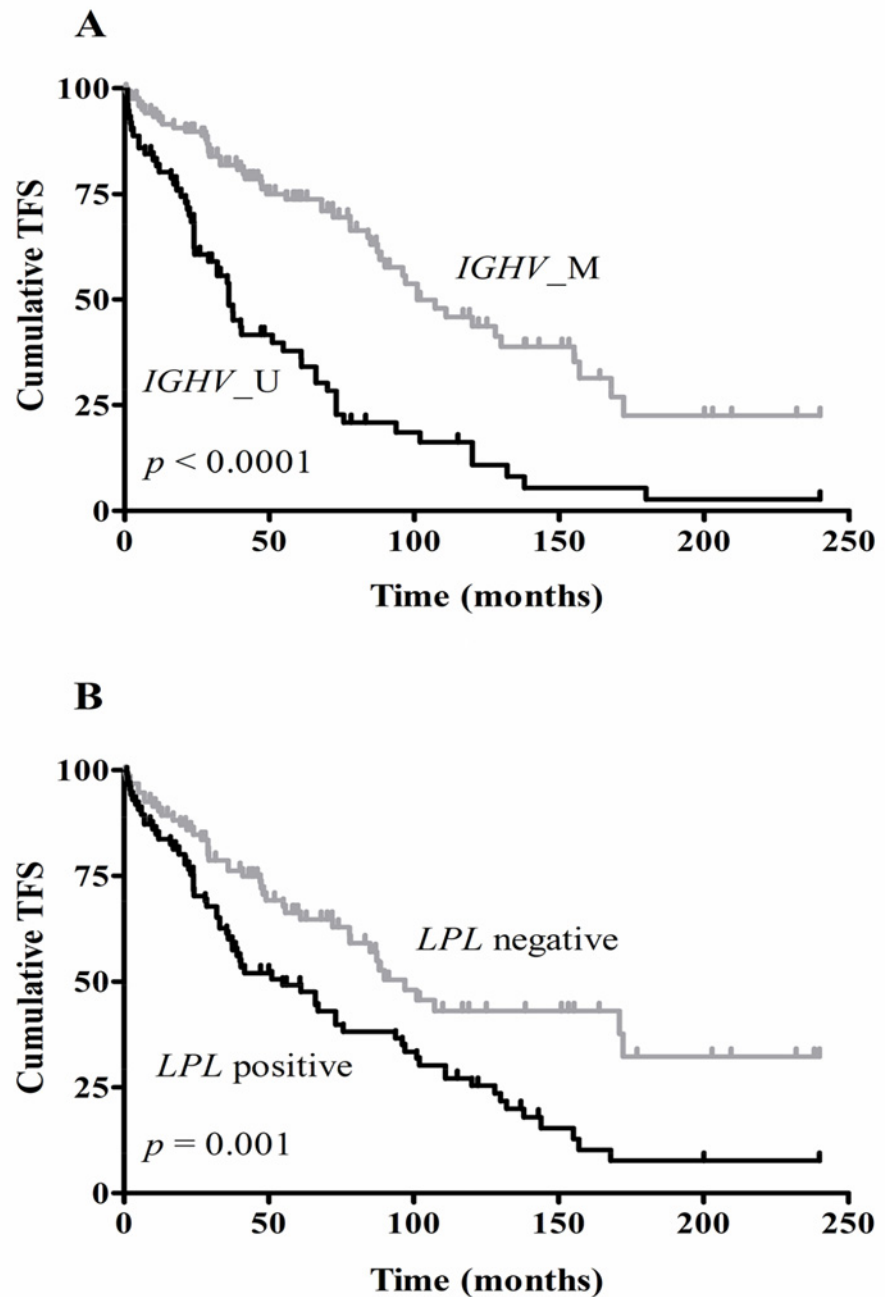 A
100
75
50
25
0
Cumulative TFS
IGHV_M
IGHV_U
p < 0.0001
0 50 100 150 200 250
Time (months)
B
100
75
50
25
0
Cumulative TFS
LPL negative
LPL positive
p = 0.001
0 50 100 150 200 250
Time (months)